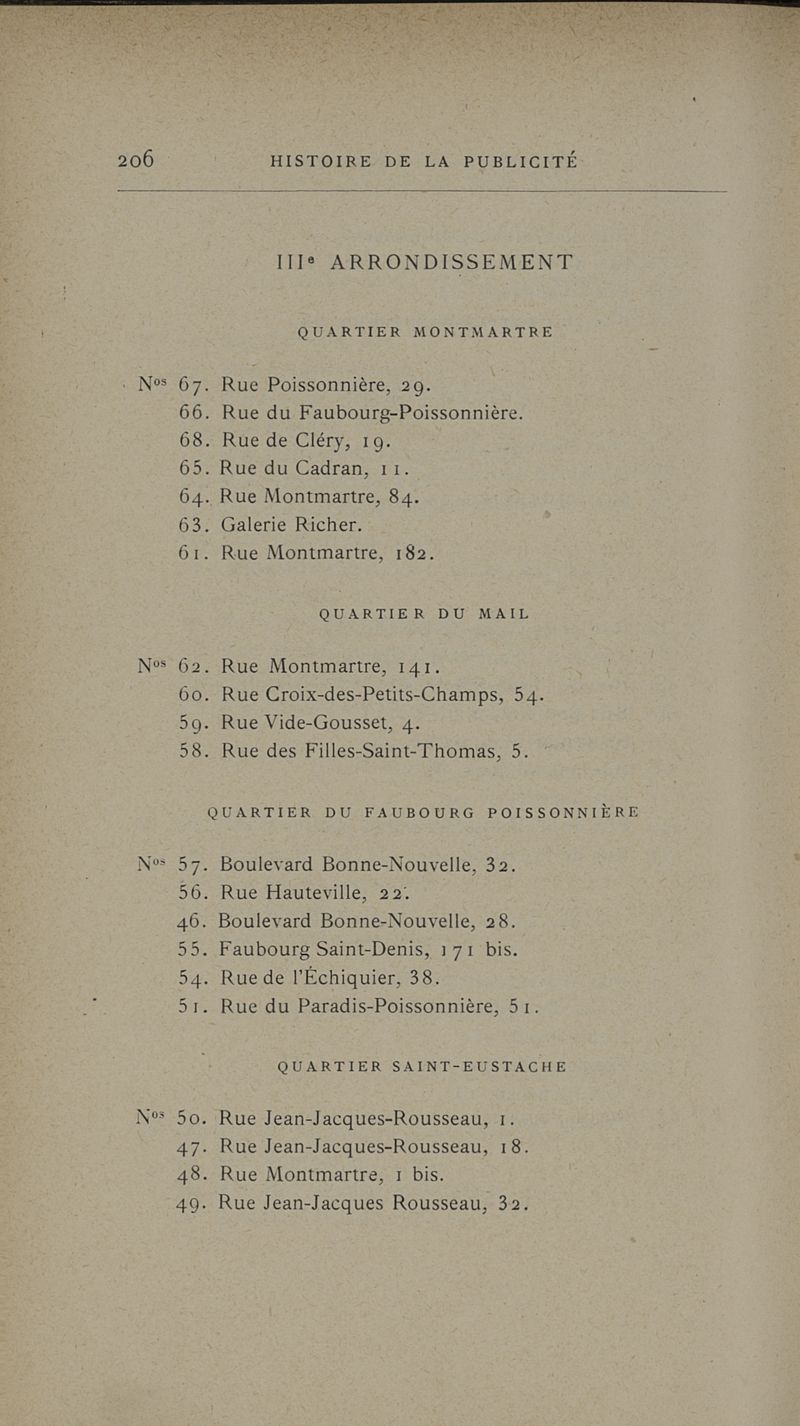 206 HISTOIRE DE LA PUBLICITÉ
IIIe ARRONDISSEMENT
QUARTIER MONTMARTRE
Nos 67. Rue Poissonnière, 29.
66. Rue du Faubourg-Poissonnière.
68. Rue de Cléry, 19.
65. Rue du Cadran, 11.
64. Rue Montmartre, 84.
63. Galerie Richer.
61. Rue Montmartre, 182.
QUARTIER DU MAIL
Nos 62. Rue Montmartre, 141.
60. Rue Croix-des-Petits-Champs, 54.
59. Rue Vide-Gousset, 4.
58. Rue des Filles-Saint-Thomas, 5.
QUARTIER DU FAUBOURG POISSONNIÈRE
Nos 57. Boulevard Bonne-Nouvelle, 32.
56. Rue Hauteville, 22.
46. Boulevard Bonne-Nouvelle, 28.
55. Faubourg Saint-Denis, 171 bis.
54. Rue de l'Échiquier, 38.
51. Rue du Paradis-Poissonnière, 51.
QUARTIER SAINT-EUSTACHE
Nos 50. Rue Jean-Jacques-Rousseau, 1.
47. Rue Jean-Jacques-Rousseau, 18.
48. Rue Montmartre, 1 bis.
49. Rue Jean-Jacques Rousseau, 32.